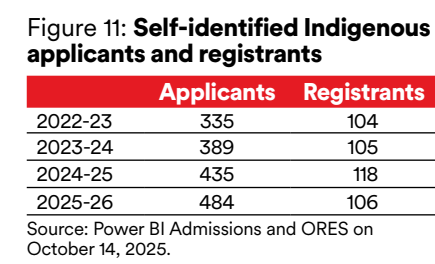 Figure 11: Self-identified Indigenous
applicants and registrants
Applicants Registrants
2022-23 335 104
2023-24 389 105
2024-25 435 118
2025-26 484 106
Source: Power BI Admissions and ORES on
October 14, 2025.